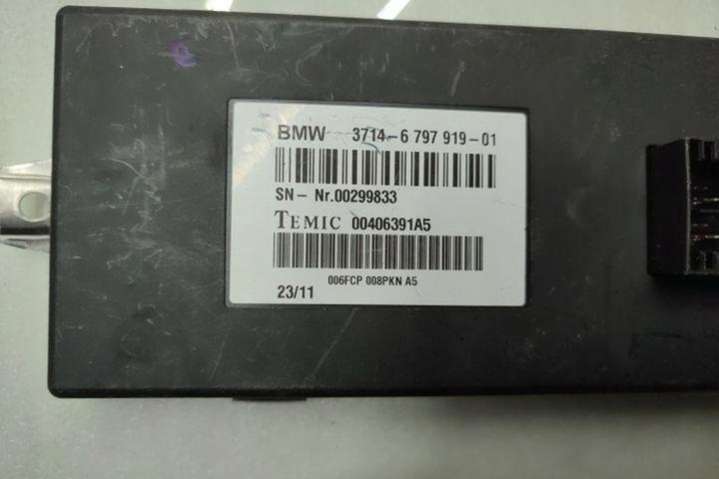 BMW 3714-6 797 919-01
SN- Nr.00299833
TEMIC 00406391A5
006FCP 008PKN A5
23/11